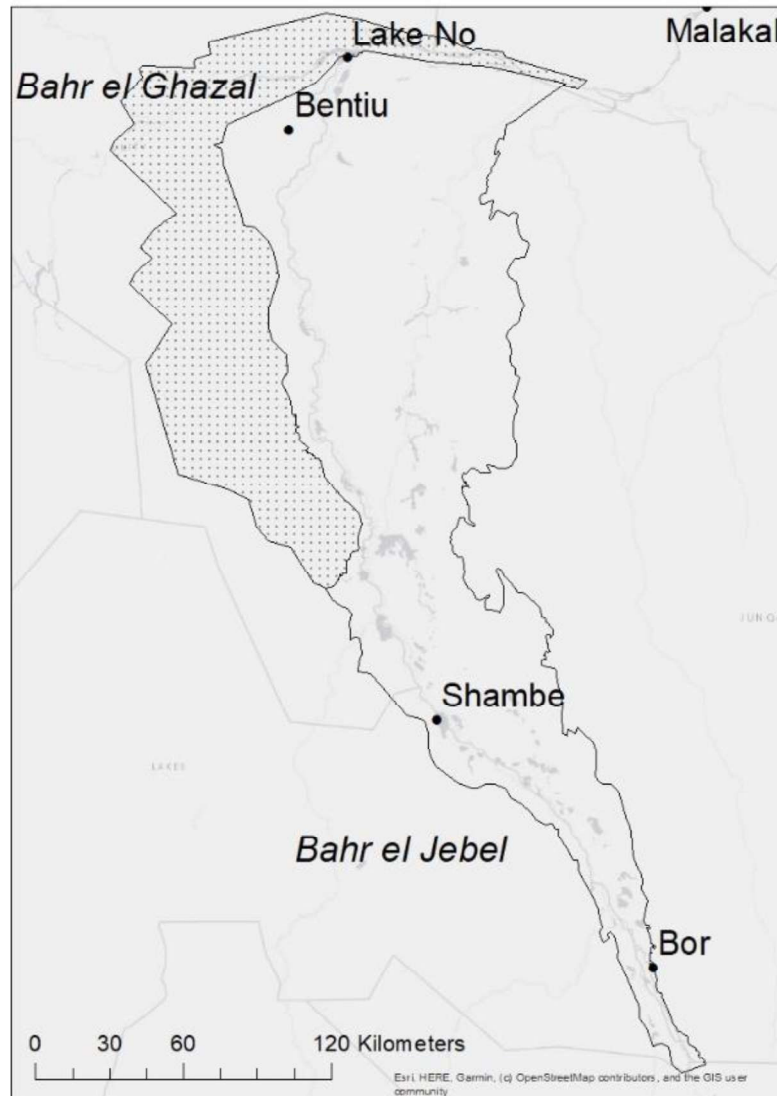 Lake No
Malakal
Bahr el Ghazal
Bentiu
Shambe
LAKES
Bahr el Jebel
Bor
0 30 60 120 Kilometers
Esri, HERE, Garmin, (c) OpenStreetMap contributors, and the GIS user
community